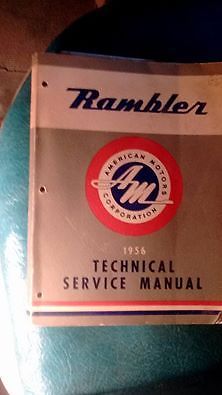 Rambler
AMERICAN MOTORS
AM
CORPORATION
1956
TECHNICAL
SERVICE MANUAL